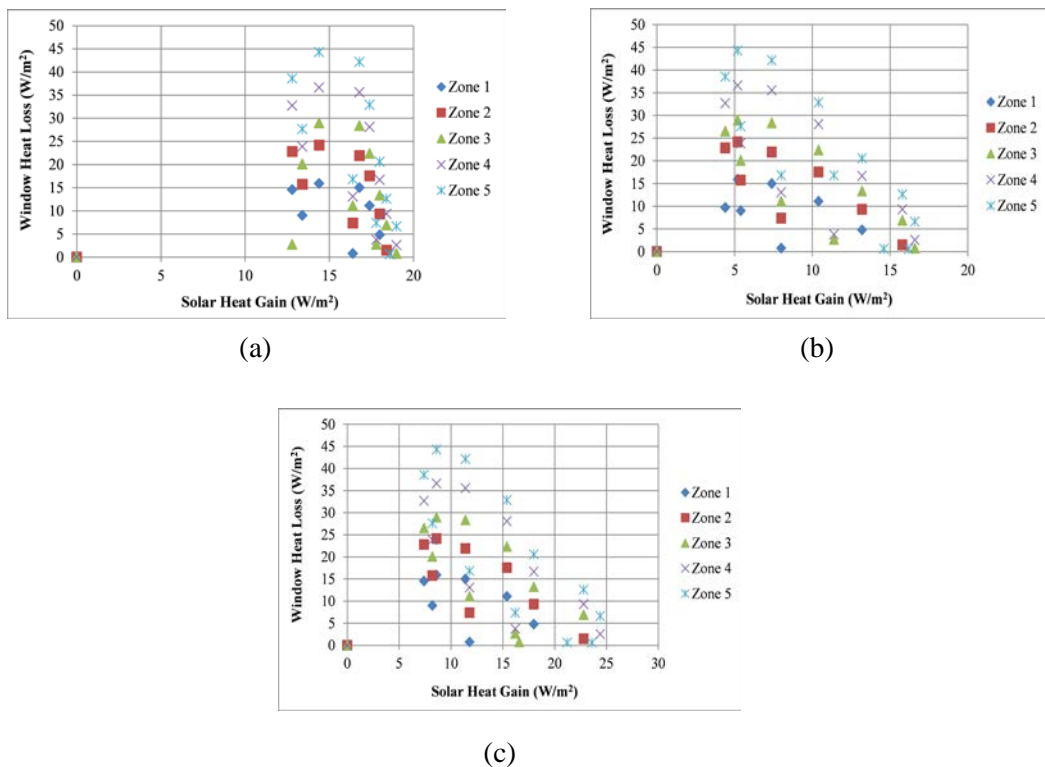 50
45
40
35
30
25
20
15
10
5
0
Window Heat Loss (W/m²)
0 5 10 15 20
Solar Heat Gain (W/m²)
Zone 1
Zone 2
Zone 3
Zone 4
Zone 5
(a)
50
45
40
35
30
25
20
15
10
5
0
Window Heat Loss (W/m²)
0 5 10 15 20
Solar Heat Gain (W/m²)
Zone 1
Zone 2
Zone 3
Zone 4
Zone 5
(b)
50
45
40
35
30
25
20
15
10
5
0
Window Heat Loss (W/m²)
0 5 10 15 20 25 30
Solar Heat Gain (W/m²)
Zone 1
Zone 2
Zone 3
Zone 4
Zone 5
(c)